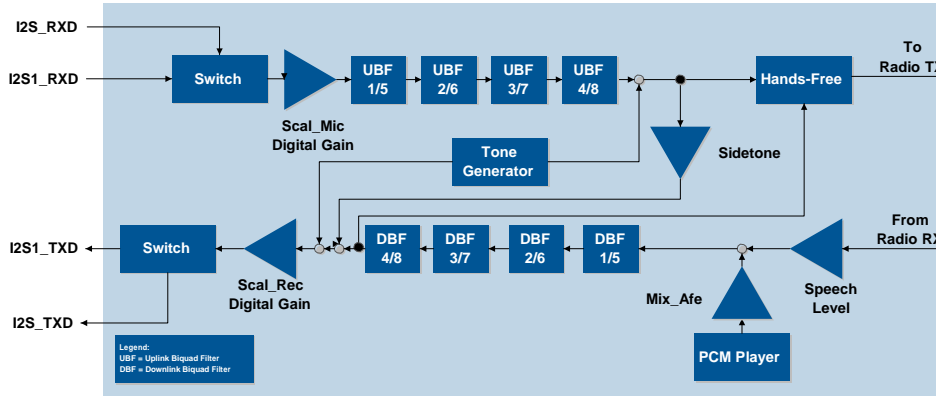 I2S_RXD
I2S1_RXD
Switch
Scal_Mic
Digital Gain
UBF
1/5
UBF
2/6
UBF
3/7
UBF
4/8
Hands-Free
To
Radio TX
Tone
Generator
Sidetone
From
Radio RX
I2S1_TXD
Switch
Scal_Rec
Digital Gain
DBF
4/8
DBF
3/7
DBF
2/6
DBF
1/5
Mix_Afe
Speech
Level
I2S_TXD
PCM Player
Legend:
UBF = Uplink Biquad Filter
DBF = Downlink Biquad Filter